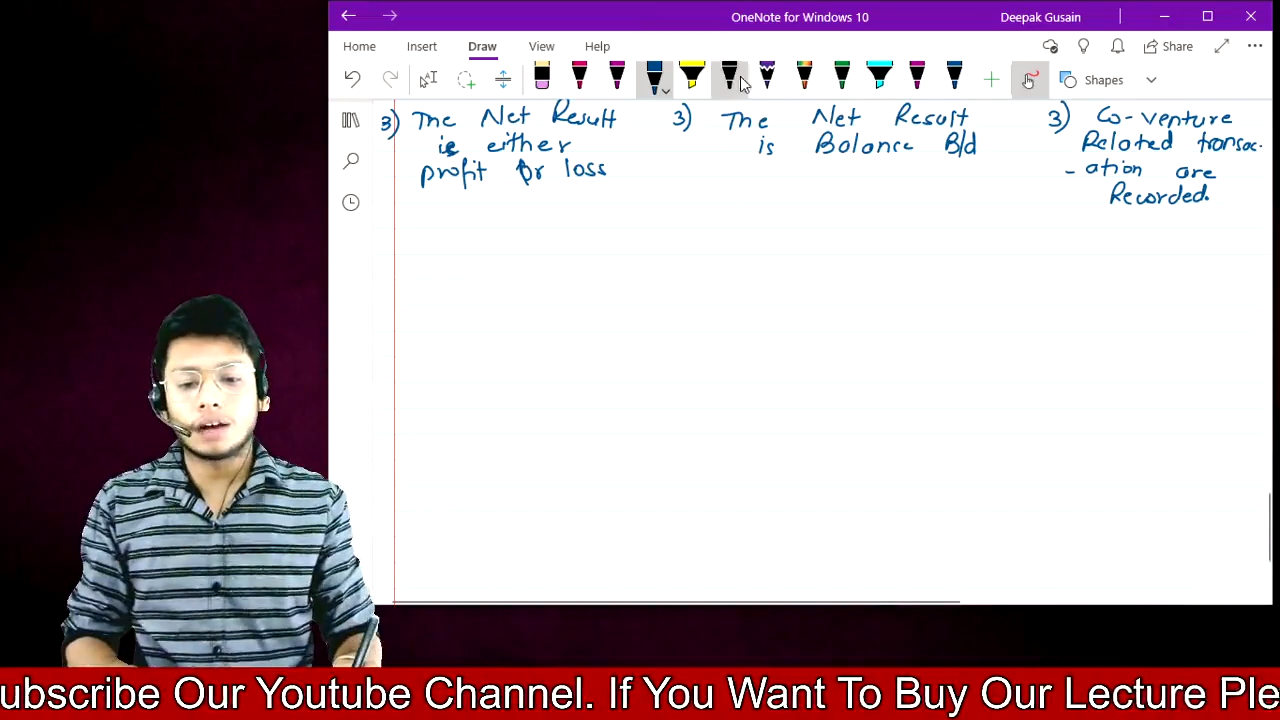 OneNote for Windows 10
Deepak Gusain
Home
Insert
Draw
View
Help
Share
Shapes
3) The Net Result
is either
profit or loss
3) The Net Result
is Balance B/d
3) Co-venture
Related transac-
-ation are
Recorded.
ubscribe Our Youtube Channel. If You Want To Buy Our Lecture Ple